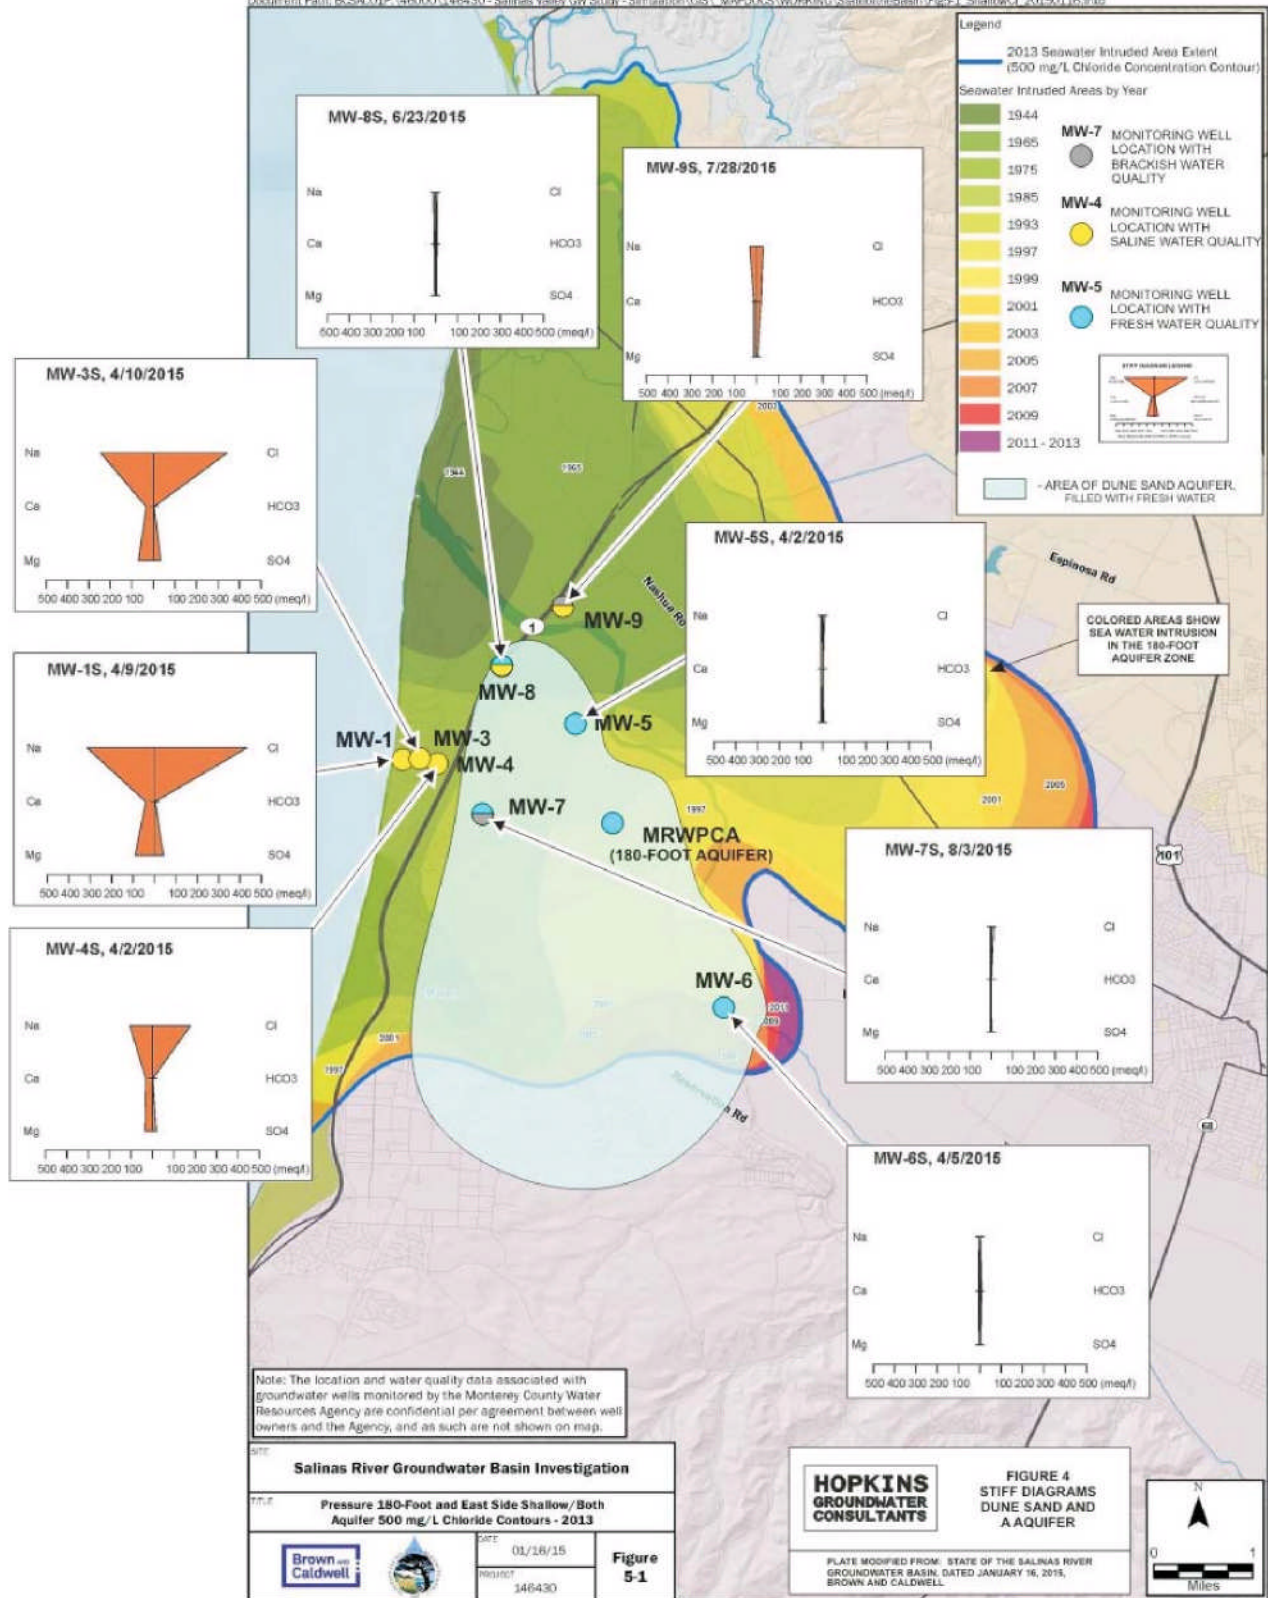 Legend
2013 Seawater Intruded Area Extent
(500 mg/L Chloride Concentration Contour)
Seawater Intruded Areas by Year
1944
1965
1975
1985
1993
1997
1999
2001
2003
2005
2007
2009
2011 - 2013
MW-7
MONITORING WELL
LOCATION WITH
BRACKISH WATER
QUALITY
MW-4
MONITORING WELL
LOCATION WITH
SALINE WATER QUALITY
MW-5
MONITORING WELL
LOCATION WITH
FRESH WATER QUALITY
STIFF DIAGRAM LEGEND
- AREA OF DUNE SAND AQUIFER,
FILLED WITH FRESH WATER
MW-8S, 6/23/2015
Na Cl
Ca HCO3
Mg SO4
500 400 300 200 100 100 200 300 400 500 (meq/l)
MW-9S, 7/28/2015
Na Cl
Ca HCO3
Mg SO4
500 400 300 200 100 100 200 300 400 500 (meq/l)
MW-3S, 4/10/2015
Na Cl
Ca HCO3
Mg SO4
500 400 300 200 100 100 200 300 400 500 (meq/l)
MW-5S, 4/2/2015
Na Cl
Ca HCO3
Mg SO4
500 400 300 200 100 100 200 300 400 500 (meq/l)
MW-1S, 4/9/2015
Na Cl
Ca HCO3
Mg SO4
500 400 300 200 100 100 200 300 400 500 (meq/l)
MW-7S, 8/3/2015
Na Cl
Ca HCO3
Mg SO4
500 400 300 200 100 100 200 300 400 500 (meq/l)
MW-4S, 4/2/2015
Na Cl
Ca HCO3
Mg SO4
500 400 300 200 100 100 200 300 400 500 (meq/l)
MW-6S, 4/5/2015
Na Cl
Ca HCO3
Mg SO4
500 400 300 200 100 100 200 300 400 500 (meq/l)
2003
1944
1965
Espinosa Rd
Nashua Rd
COLORED AREAS SHOW
SEA WATER INTRUSION
IN THE 180-FOOT
AQUIFER ZONE
1
MW-9
MW-8
MW-5
MW-1
MW-3
MW-4
MW-7
MRWPCA
(180-FOOT AQUIFER)
1997
2001
2005
101
MW-6
2011
2001
1997
Reservation Rd
68
Note: The location and water quality data associated with
groundwater wells monitored by the Monterey County Water
Resources Agency are confidential per agreement between well
owners and the Agency, and as such are not shown on map.
SITE
Salinas River Groundwater Basin Investigation
TITLE
Pressure 180-Foot and East Side Shallow/Both
Aquifer 500 mg/L Chloride Contours - 2013
Brown and
Caldwell
DATE
01/16/15
PROJECT
146430
Figure
5-1
HOPKINS
GROUNDWATER
CONSULTANTS
FIGURE 4
STIFF DIAGRAMS
DUNE SAND AND
A AQUIFER
PLATE MODIFIED FROM: STATE OF THE SALINAS RIVER
GROUNDWATER BASIN, DATED JANUARY 16, 2015,
BROWN AND CALDWELL
N
0 1
Miles